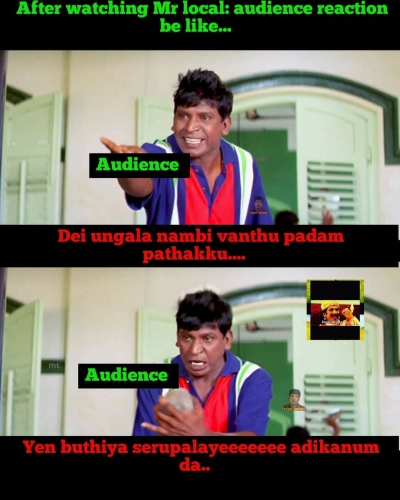 After watching Mr local: audience reaction
be like...
Audience
Dei ungala nambi vanthu padam
pathakku....
Audience
Yen buthiya serupalayeeeeeee adikanum
da..